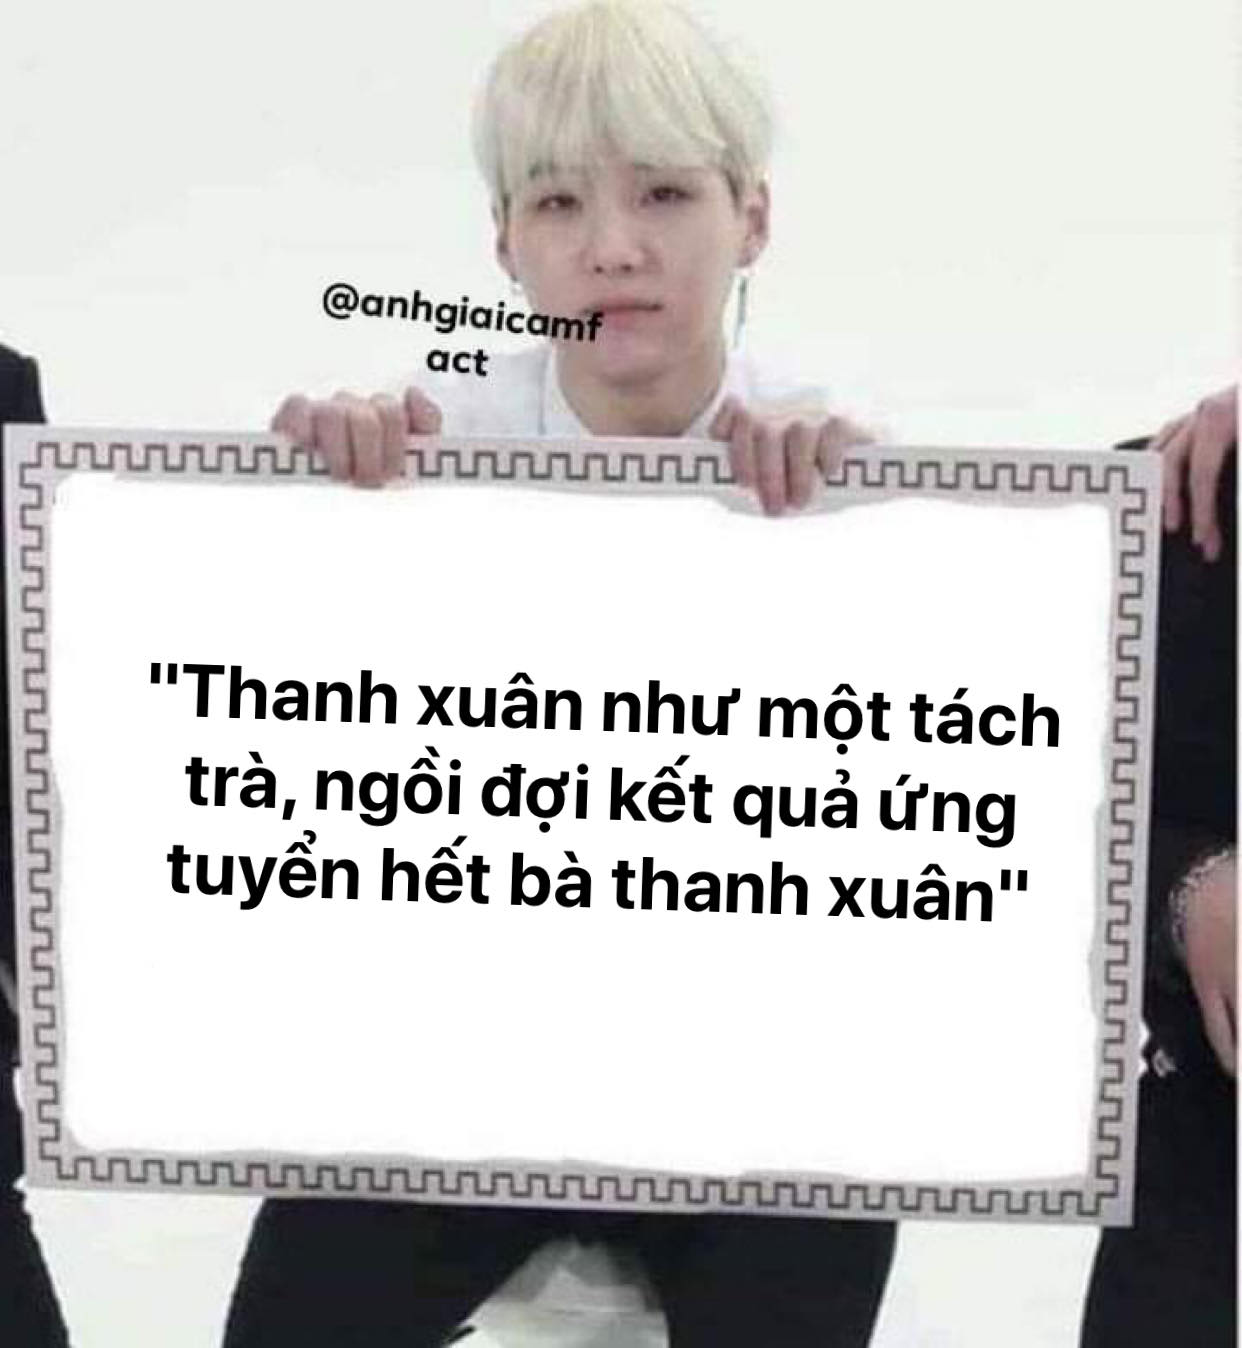 @anhgiaicamf
act
"Thanh xuân như một tách
trà, ngồi đợi kết quả ứng
tuyển hết bà thanh xuân"